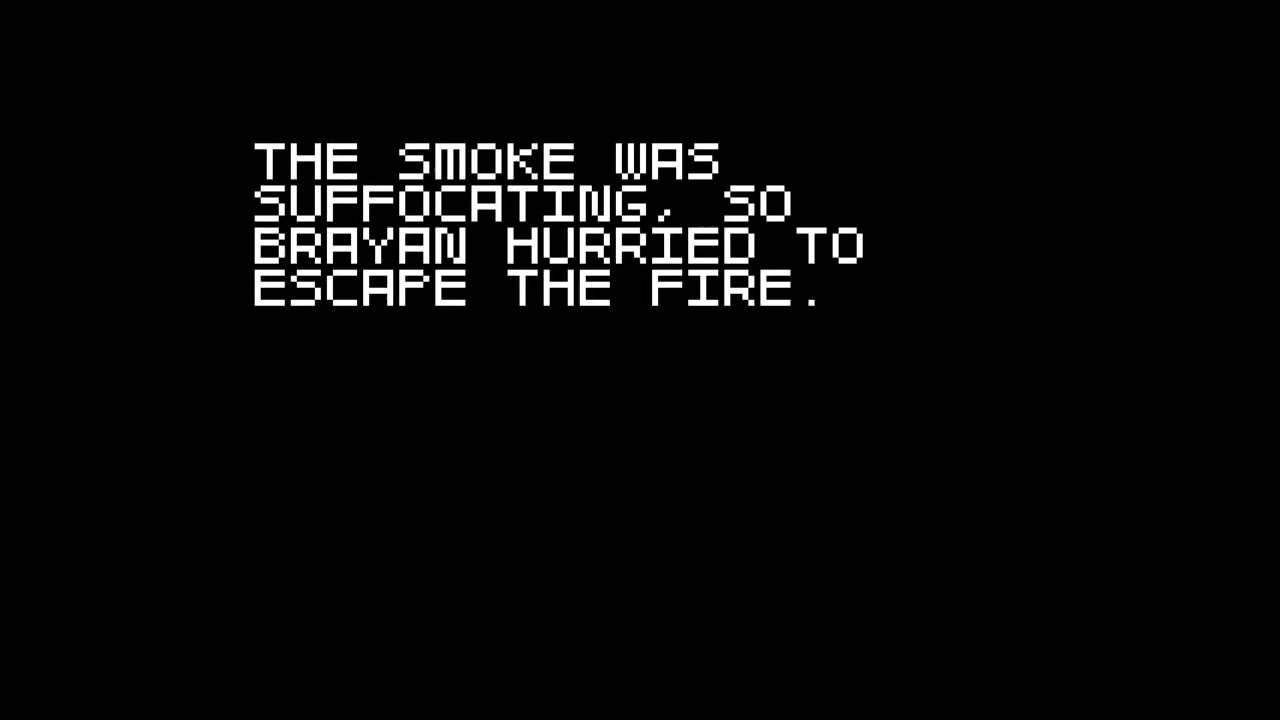 THE SMOKE WAS
SUFFOCATING, SO
BRAYAN HURRIED TO
ESCAPE THE FIRE.